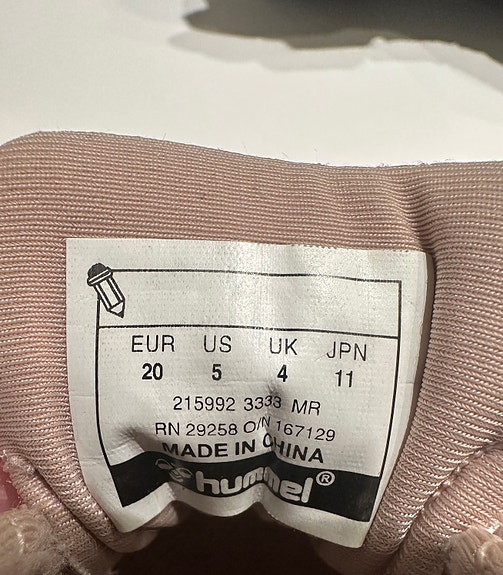 EUR US UK JPN
20 5 4 11
215992 3333 MR
RN 29258 O/N 167129
MADE IN CHINA
hummel®